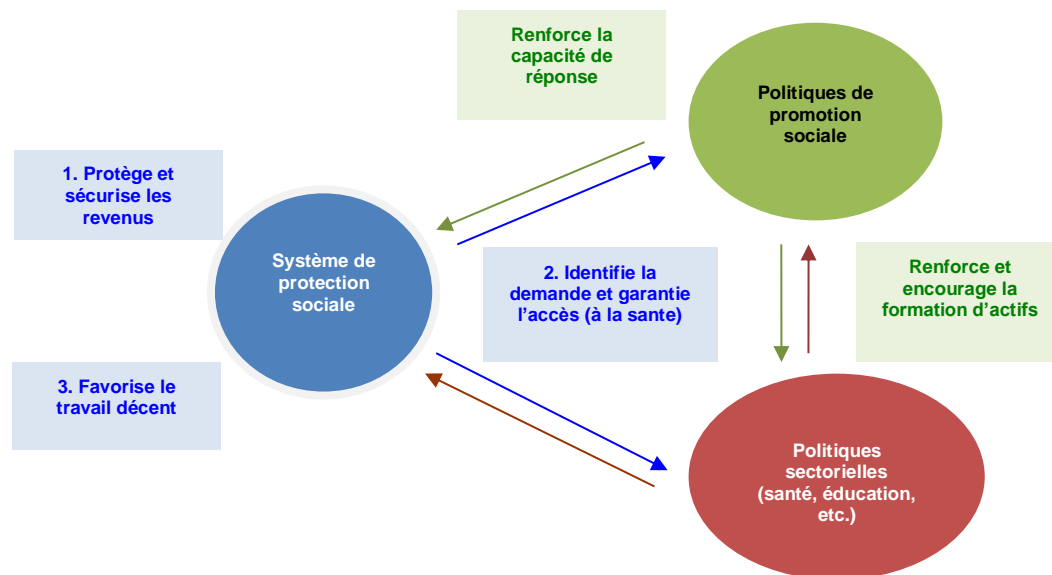 Renforce la
capacité de
réponse
Politiques de
promotion
sociale
1. Protège et
sécurise les
revenus
Système de
protection
sociale
2. Identifie la
demande et garantie
l’accès (à la sante)
Renforce et
encourage la
formation d’actifs
3. Favorise le
travail décent
Politiques
sectorielles
(santé, éducation,
etc.)